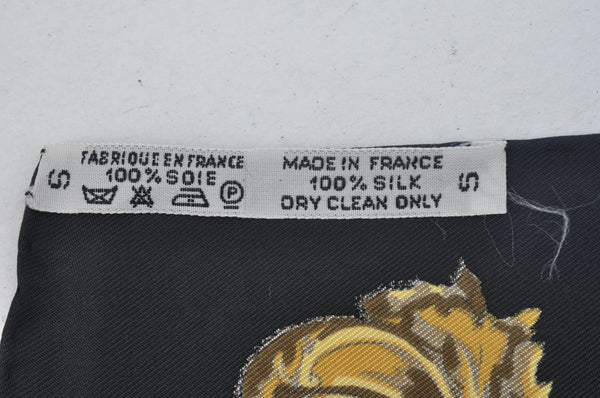 S
FABRIQUE EN FRANCE
100% SOIE
P
MADE IN FRANCE
100% SILK
DRY CLEAN ONLY
S